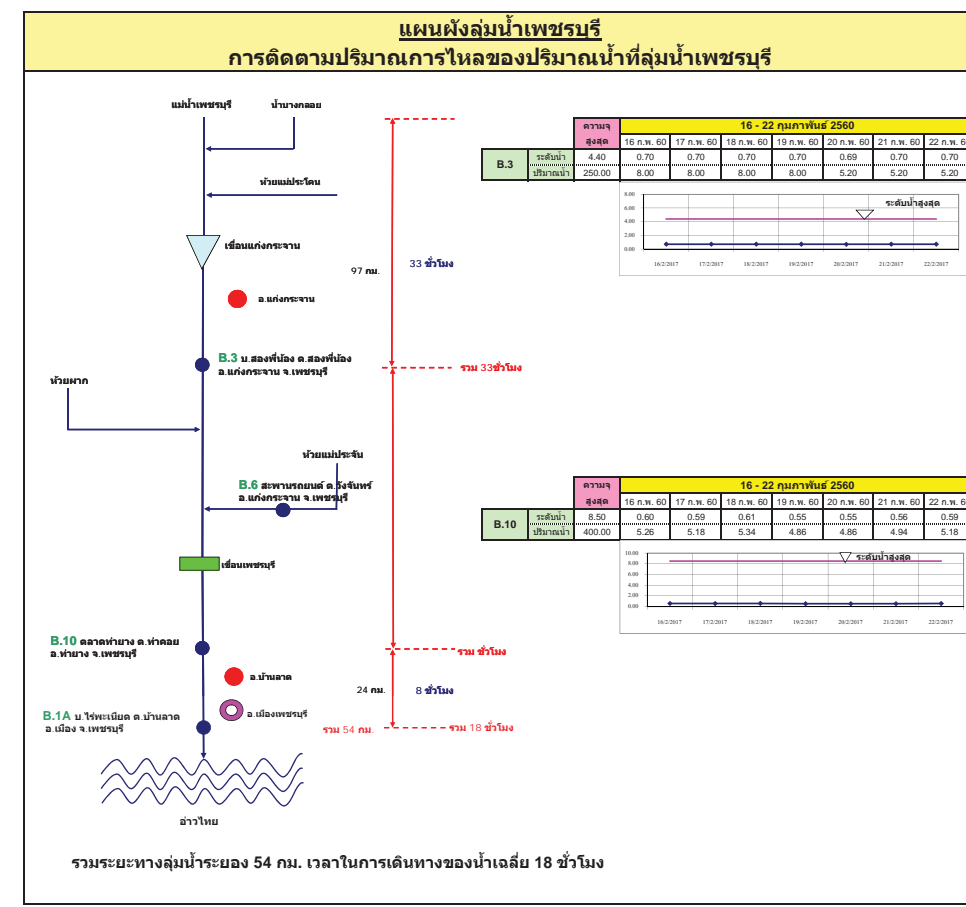 แผนผังลุ่มน้ำเพชรบุรี
การติดตามปริมาณการไหลของปริมาณน้ำที่ลุ่มน้ำเพชรบุรี
แม่น้ำเพชรบุรี
น้ำบางกลอย
ห้วยแม่ประโดน
เขื่อนแก่งกระจาน
97 กม.
33 ชั่วโมง
อ.แก่งกระจาน
B.3 บ.สองพี่น้อง ต.สองพี่น้อง
อ.แก่งกระจาน จ.เพชรบุรี
รวม 33ชั่วโมง
ห้วยผาก
ห้วยแม่ประจัน
B.6 สะพานรถยนต์ ต.วังจันทร์
อ.แก่งกระจาน จ.เพชรบุรี
เขื่อนเพชรบุรี
B.10 ตลาดท่ายาง ต.ท่าคอย
อ.ท่ายาง จ.เพชรบุรี
รวม ชั่วโมง
อ.บ้านลาด
24 กม.
8 ชั่วโมง
อ.เมืองเพชรบุรี
B.1A บ.ไร่พะเนียด ต.บ้านลาด
อ.เมือง จ.เพชรบุรี
รวม 54 กม.
รวม 18 ชั่วโมง
อ่าวไทย
รวมระยะทางลุ่มน้ำระยอง 54 กม. เวลาในการเดินทางของน้ำเฉลี่ย 18 ชั่วโมง
ความจุ 16 - 22 กุมภาพันธ์ 2560
สูงสุด 16 ก.พ. 60 17 ก.พ. 60 18 ก.พ. 60 19 ก.พ. 60 20 ก.พ. 60 21 ก.พ. 60 22 ก.พ. 6
B.3
ระดับน้ำ 4.40 0.70 0.70 0.70 0.70 0.69 0.70 0.70
ปริมาณน้ำ 250.00 8.00 8.00 8.00 8.00 5.20 5.20 5.20
8.00
6.00
4.00
2.00
0.00
ระดับน้ำสูงสุด
16/2/2017 17/2/2017 18/2/2017 19/2/2017 20/2/2017 21/2/2017 22/2/2017
ความจุ 16 - 22 กุมภาพันธ์ 2560
สูงสุด 16 ก.พ. 60 17 ก.พ. 60 18 ก.พ. 60 19 ก.พ. 60 20 ก.พ. 60 21 ก.พ. 60 22 ก.พ. 6
B.10
ระดับน้ำ 8.50 0.60 0.59 0.61 0.55 0.55 0.56 0.59
ปริมาณน้ำ 400.00 5.26 5.18 5.34 4.86 4.86 4.94 5.18
10.00
8.00
6.00
4.00
2.00
0.00
ระดับน้ำสูงสุด
16/2/2017 17/2/2017 18/2/2017 19/2/2017 20/2/2017 21/2/2017 22/2/2017